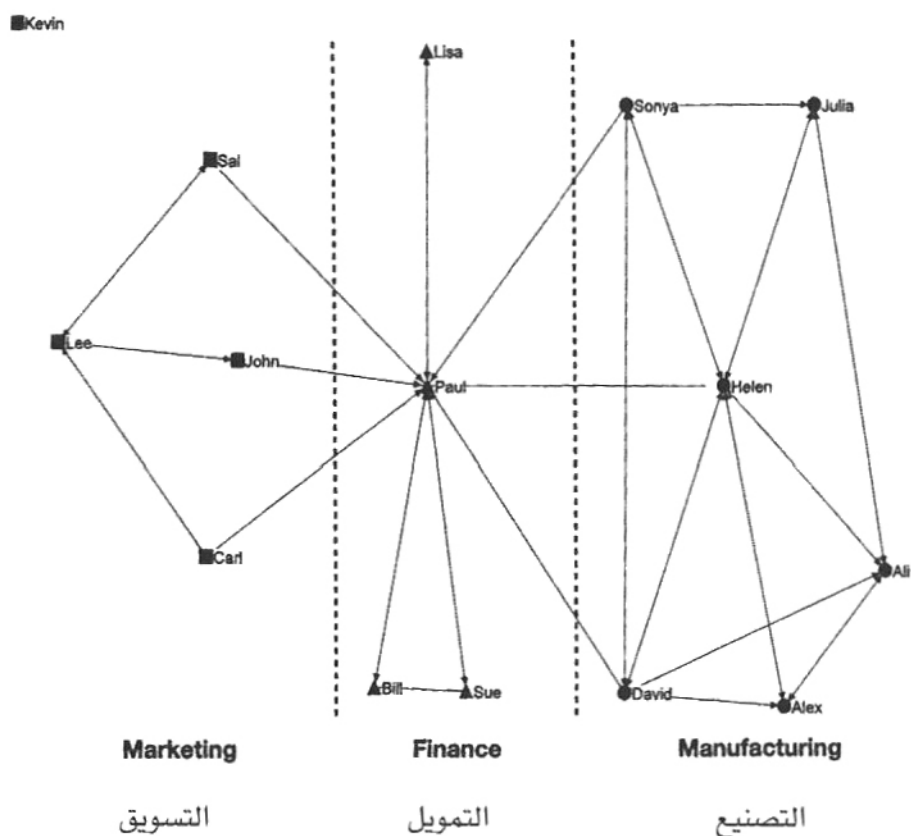 Kevin
Lisa
Sonya
Julia
Sal
Lee
John
Paul
Helen
Carl
Ali
Bill
Sue
David
Alex
Marketing
Finance
Manufacturing
التسويق
التمويل
التصنيع